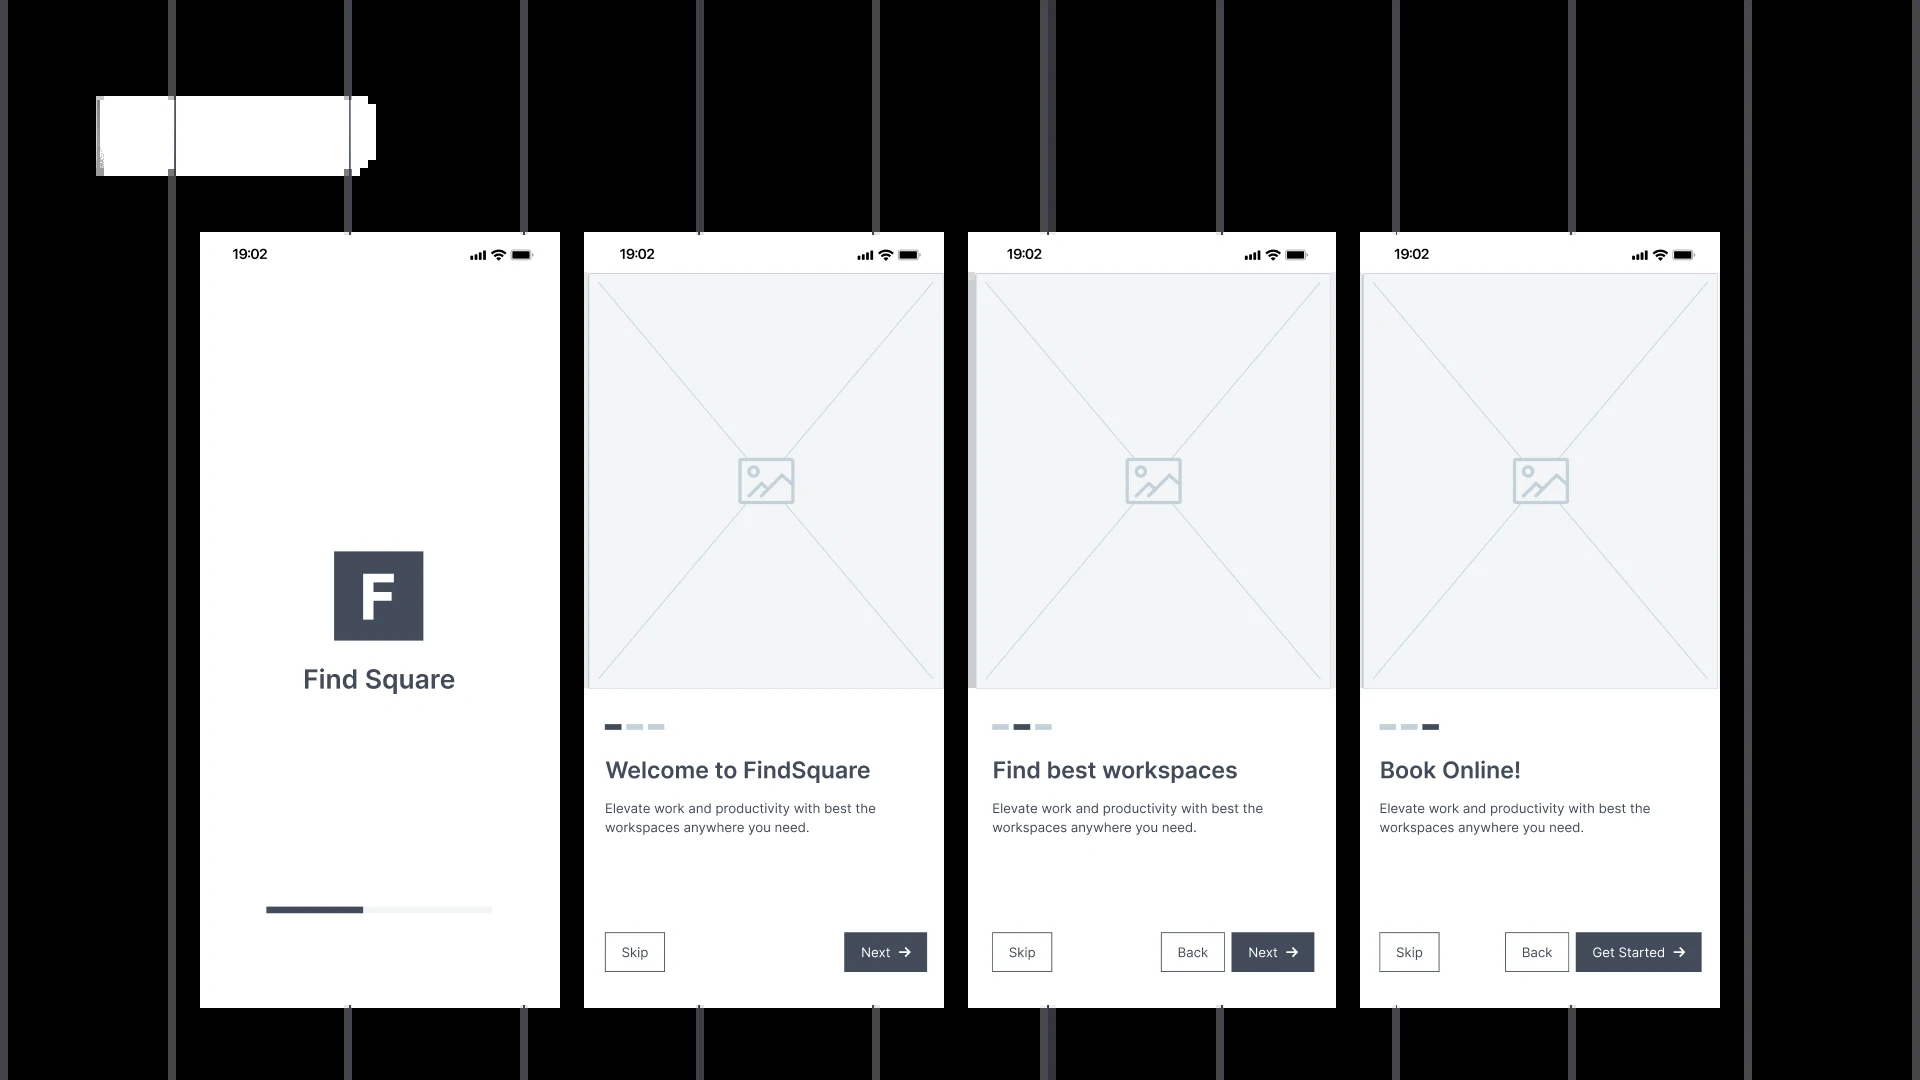 19:02
F
Find Square
19:02
Welcome to FindSquare
Elevate work and productivity with best the
workspaces anywhere you need.
Skip
Next
19:02
Find best workspaces
Elevate work and productivity with best the
workspaces anywhere you need.
Skip
Back
Next
19:02
Book Online!
Elevate work and productivity with best the
workspaces anywhere you need.
Skip
Back
Get Started